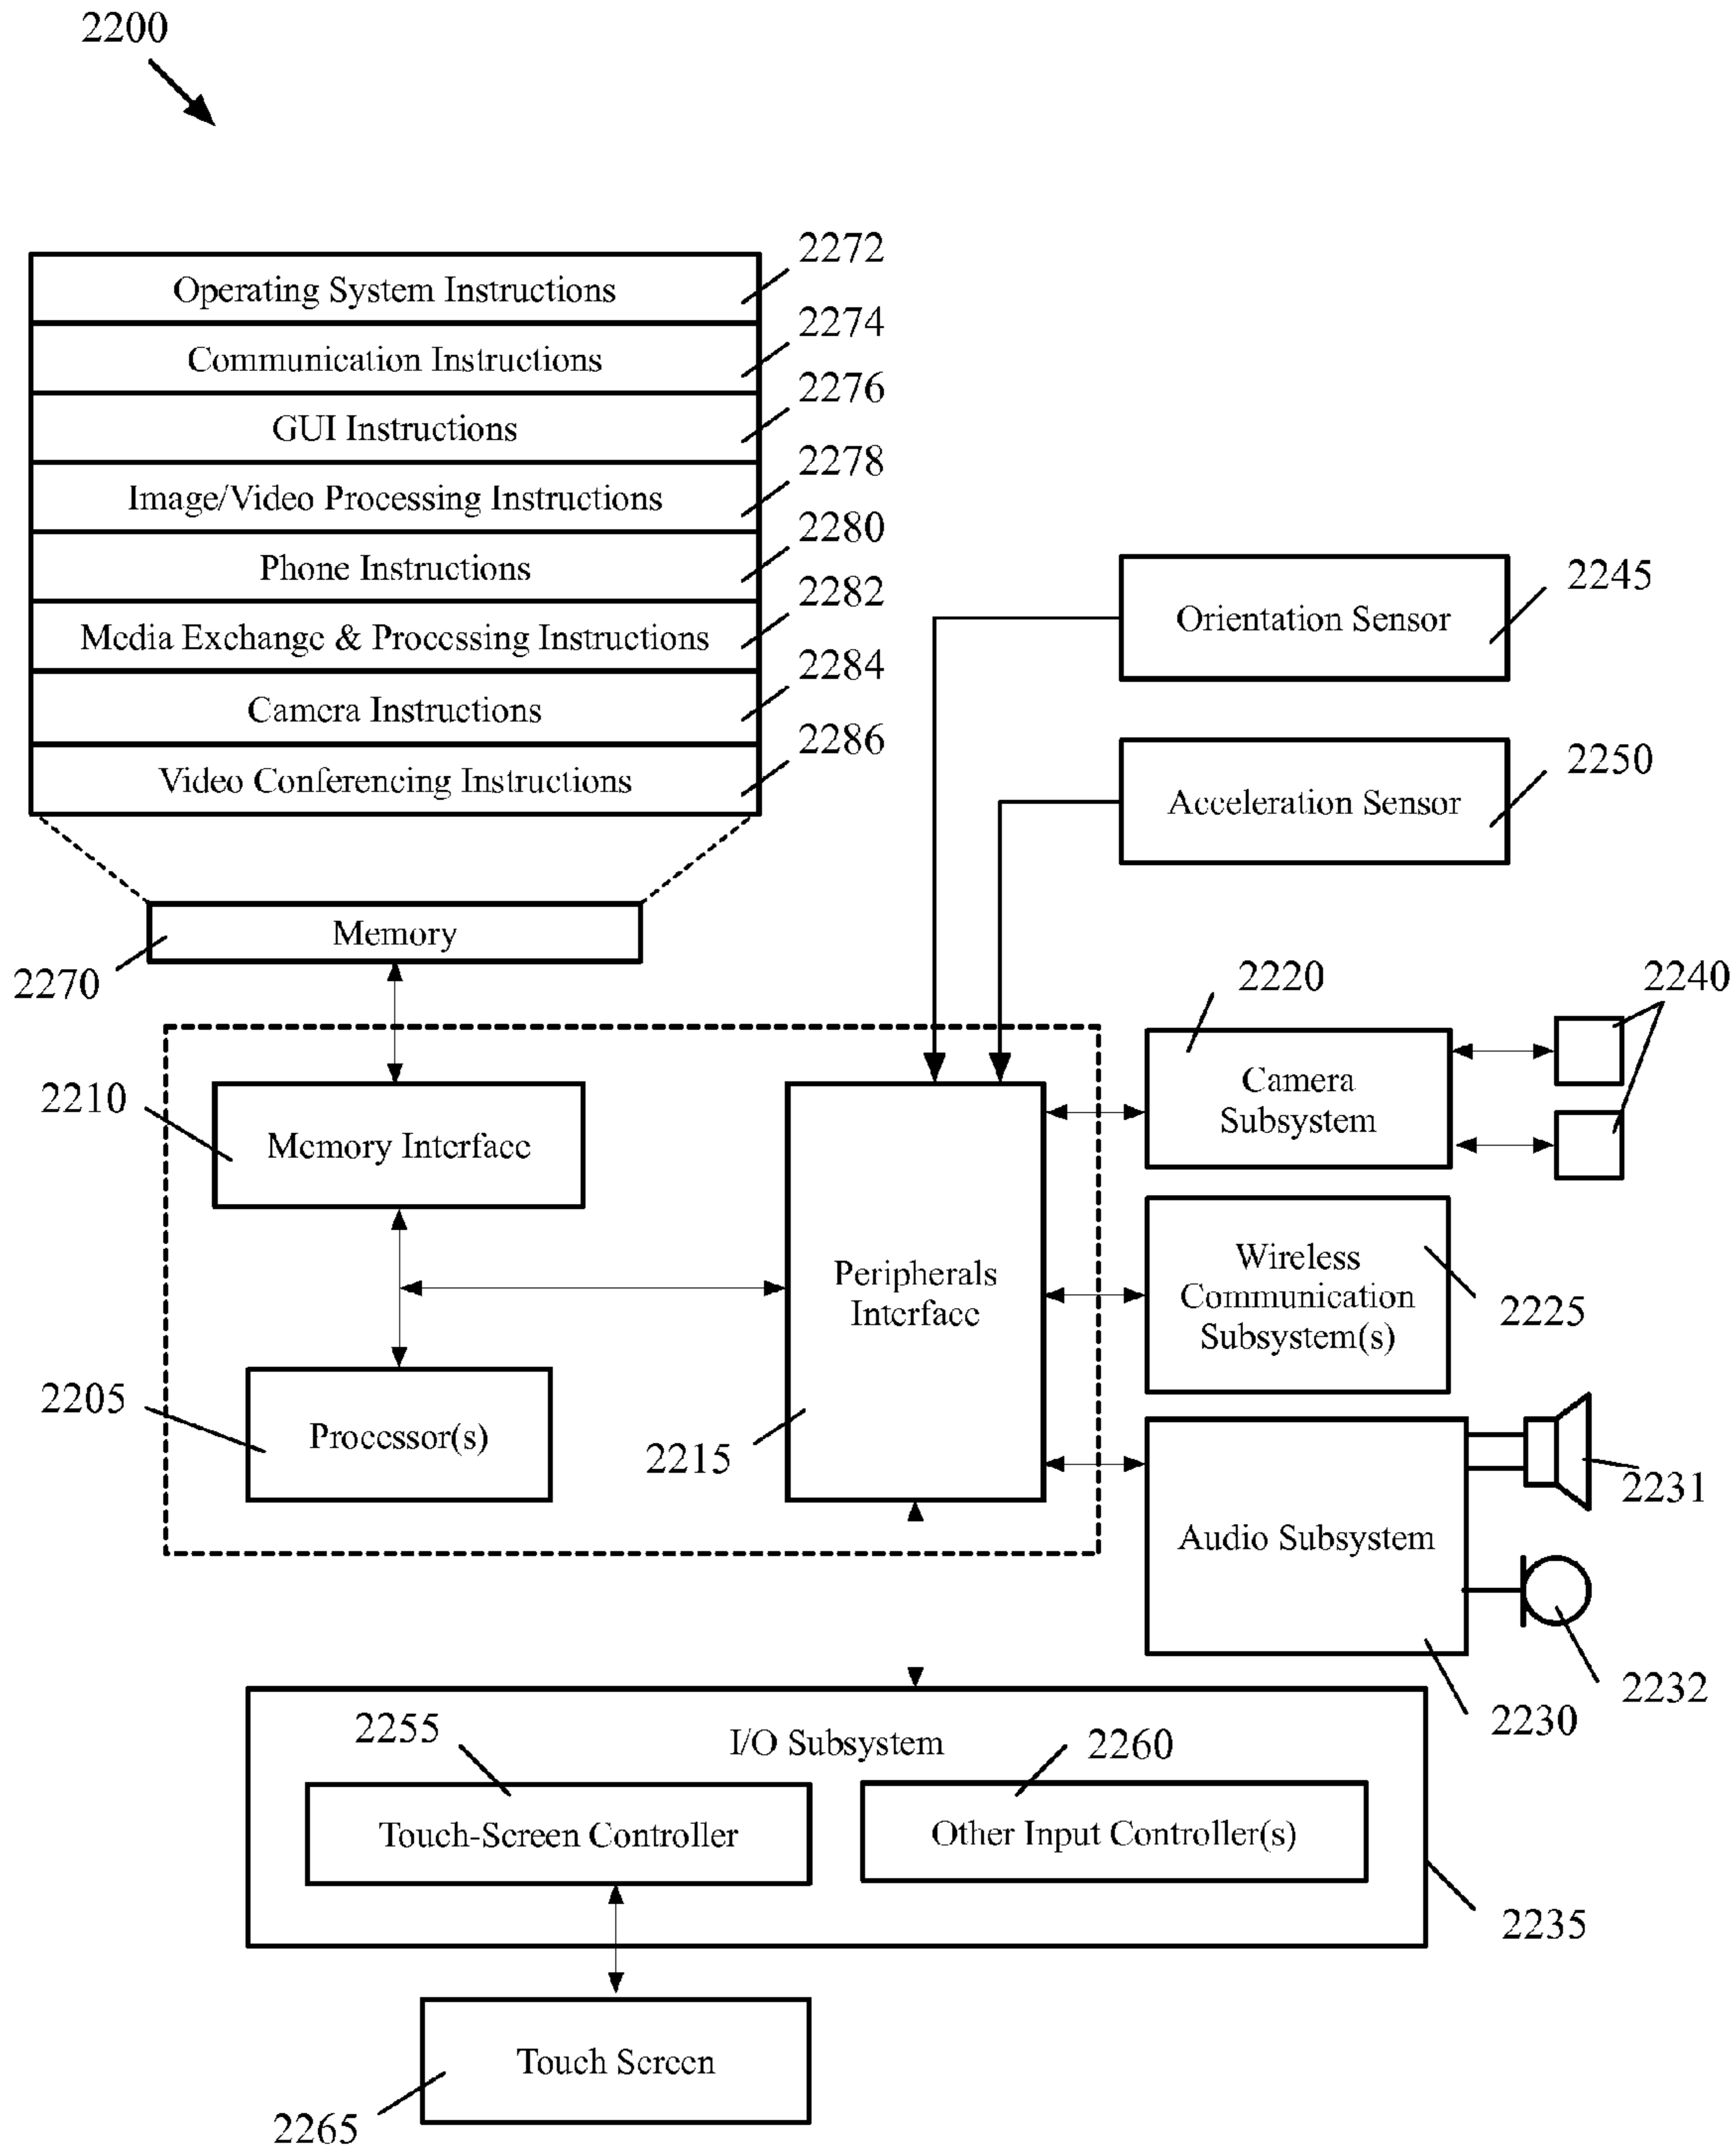 2200
Operating System Instructions
2272
Communication Instructions
2274
GUI Instructions
2276
Image/Video Processing Instructions
2278
Phone Instructions
2280
Media Exchange & Processing Instructions
2282
Camera Instructions
2284
Video Conferencing Instructions
2286
Orientation Sensor
2245
Acceleration Sensor
2250
Memory
2270
2220
2240
Camera
Subsystem
2210
Memory Interface
Peripherals
Interface
2215
Wireless
Communication
Subsystem(s)
2225
2205
Processor(s)
Audio Subsystem
2231
2232
2230
I/O Subsystem
2255
2260
Touch-Screen Controller
Other Input Controller(s)
2235
Touch Screen
2265